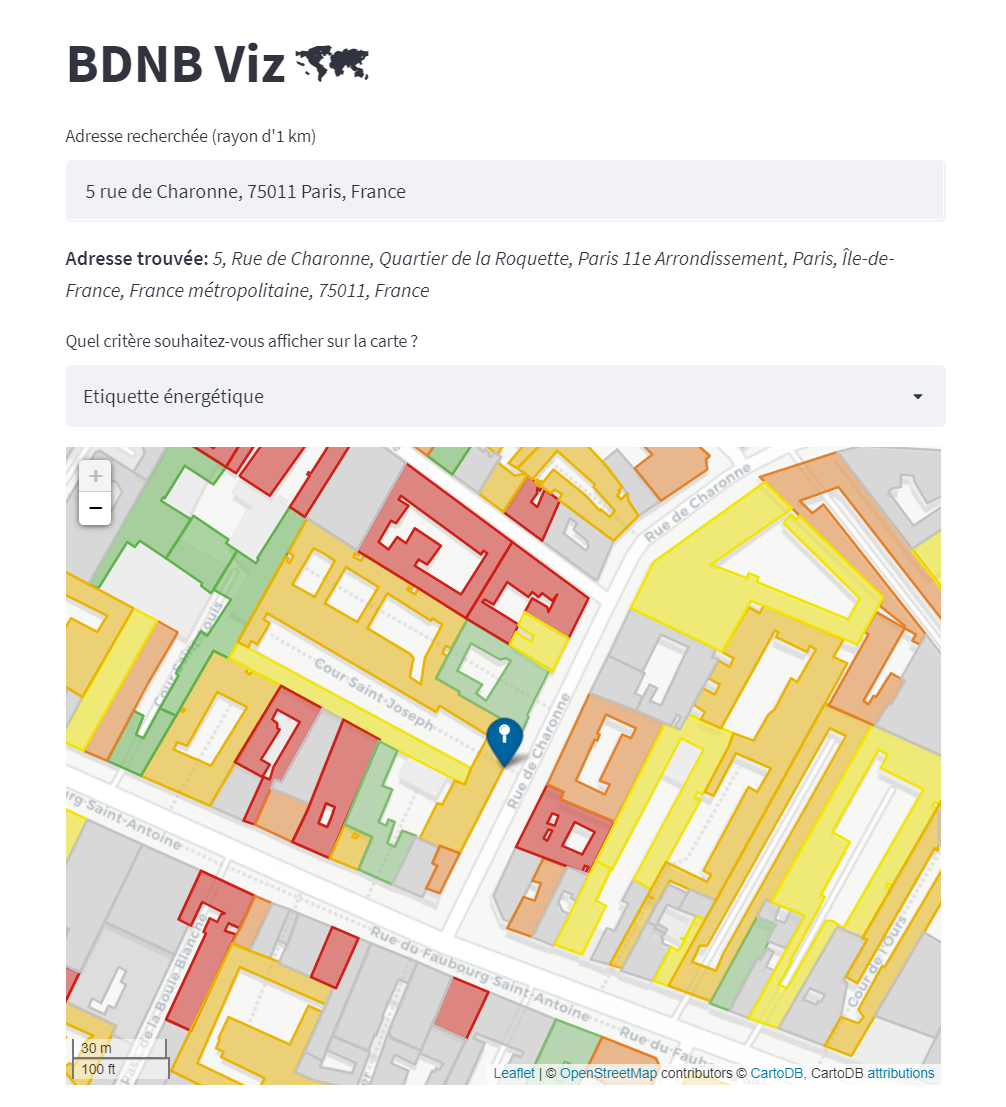 BDNB Viz
Adresse recherchée (rayon d'1 km)
5 rue de Charonne, 75011 Paris, France
Adresse trouvée: 5, Rue de Charonne, Quartier de la Roquette, Paris 11e Arrondissement, Paris, Île-de-
France, France métropolitaine, 75011, France
Quel critère souhaitez-vous afficher sur la carte ?
Etiquette énergétique
+
−
Rue de Charonne
Cour Saint-Louis
Cour Saint-Joseph
Rue de Charonne
urg Saint-Antoine
Rue du Faubourg Saint-Antoine
Rue du Faub
Pas. de la Boule Blanche
Cour de l'Ours
30 m
100 ft
Leaflet | © OpenStreetMap contributors © CartoDB, CartoDB attributions